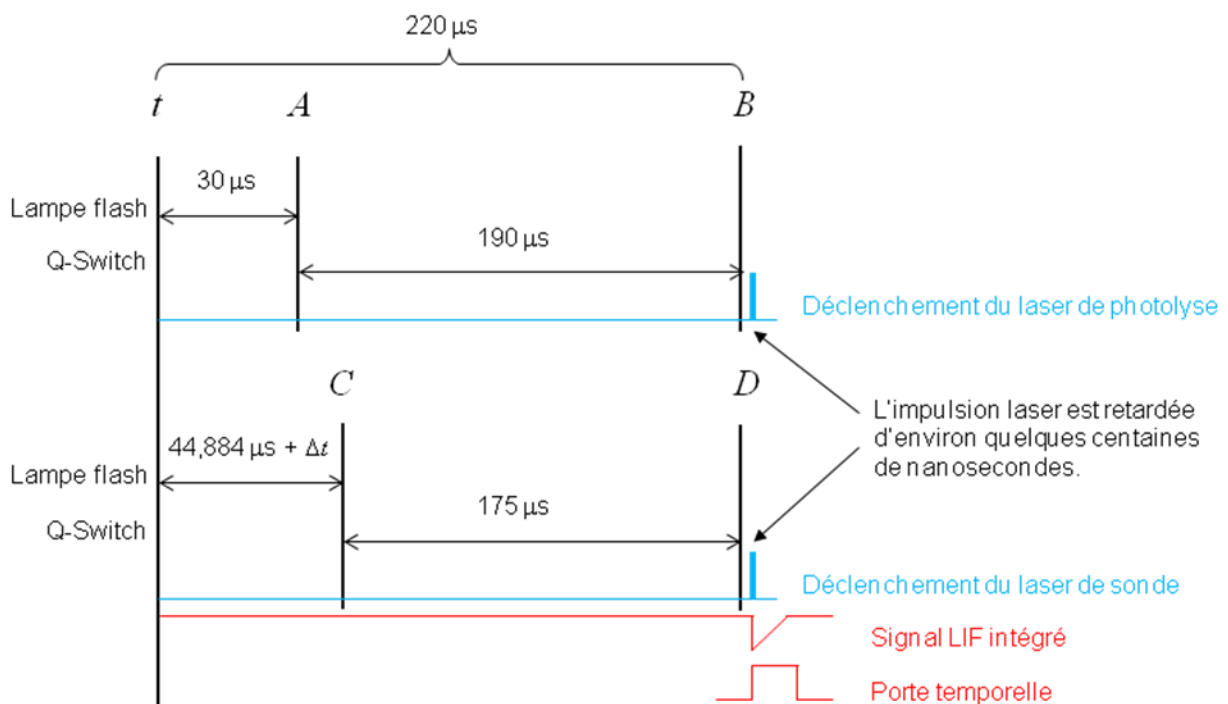 220 µs
t A B
30 µs
Lampe flash
190 µs
Q-Switch
Déclenchement du laser de photolyse
C D
L'impulsion laser est retardée
d'environ quelques centaines
de nanosecondes.
44,884 µs + Δt
Lampe flash
175 µs
Q-Switch
Déclenchement du laser de sonde
Signal LIF intégré
Porte temporelle